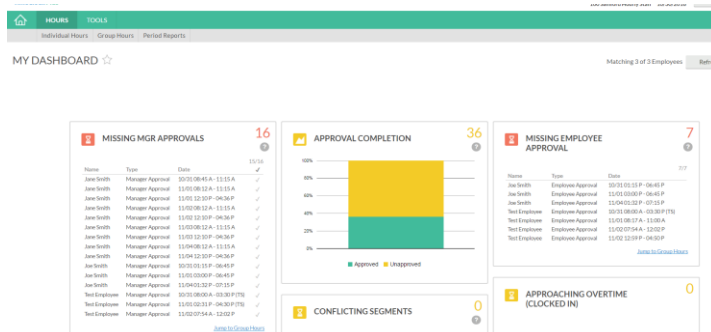 HOURS TOOLS
Individual Hours Group Hours Period Reports
MY DASHBOARD
Matching 3 of 3 Employees Refr
MISSING MGR APPROVALS 16
15/16
Name Type Date
Jane Smith Manager Approval 10/31 08:45 A - 11:15 A
Jane Smith Manager Approval 11/01 08:12 A - 11:15 A
Jane Smith Manager Approval 11/01 12:10 P - 04:36 P
Jane Smith Manager Approval 11/02 08:12 A - 11:15 A
Jane Smith Manager Approval 11/02 12:10 P - 04:36 P
Jane Smith Manager Approval 11/03 08:12 A - 11:15 A
Jane Smith Manager Approval 11/03 12:10 P - 04:36 P
Jane Smith Manager Approval 11/04 08:12 A - 11:15 A
Jane Smith Manager Approval 11/04 12:10 P - 04:36 P
Joe Smith Manager Approval 10/31 01:15 P - 06:45 P
Joe Smith Manager Approval 11/01 03:00 P - 06:45 P
Joe Smith Manager Approval 11/04 01:32 P - 07:15 P
Test Employee Manager Approval 10/31 08:00 A - 03:30 P (TS)
Test Employee Manager Approval 11/01 02:31 P - 04:30 P (TS)
Test Employee Manager Approval 11/02 07:54 A - 12:02 P
Jump to Group Hours
APPROVAL COMPLETION 36
100%
80%
60%
40%
20%
0%
Approved Unapproved
CONFLICTING SEGMENTS 0
MISSING EMPLOYEE APPROVAL 7
7/7
Name Type Date
Joe Smith Employee Approval 10/31 01:15 P - 06:45 P
Joe Smith Employee Approval 11/01 03:00 P - 06:45 P
Joe Smith Employee Approval 11/04 01:32 P - 07:15 P
Test Employee Employee Approval 10/31 08:00 A - 03:30 P (TS)
Test Employee Employee Approval 11/01 08:17 A - 11:00 A
Test Employee Employee Approval 11/02 07:54 A - 12:02 P
Test Employee Employee Approval 11/02 12:59 P - 04:50 P
Jump to Group Hours
APPROACHING OVERTIME (CLOCKED IN) 0